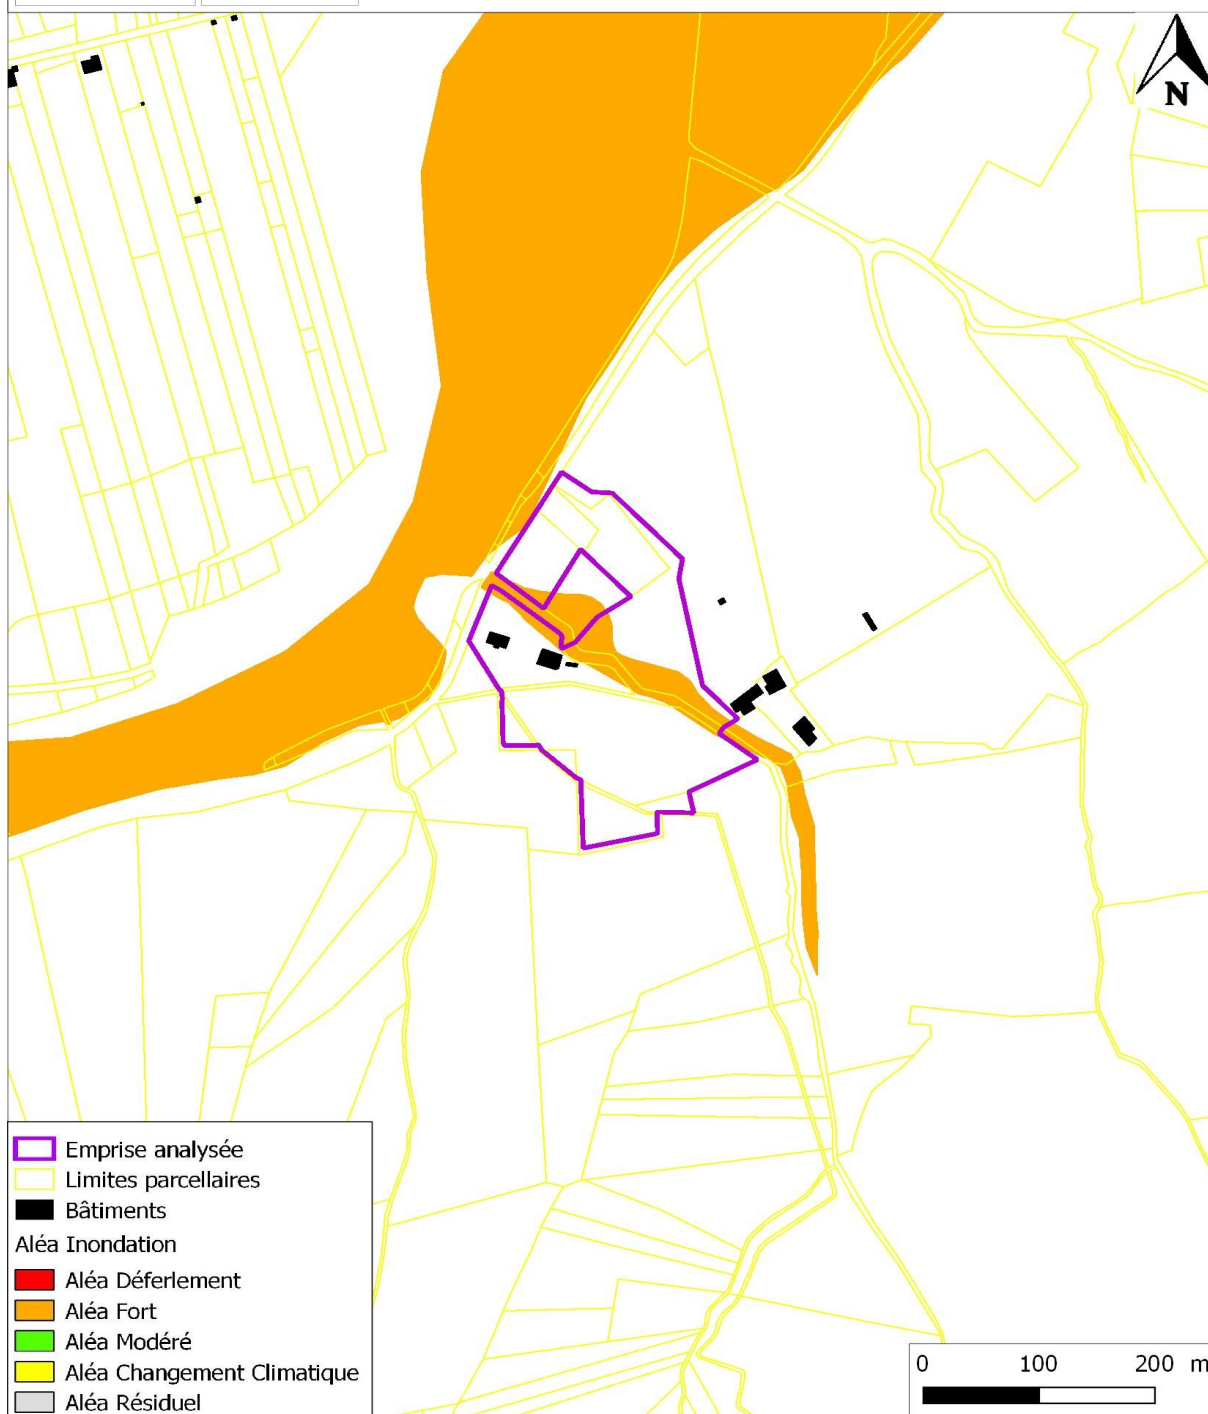 N
Emprise analysée
Limites parcellaires
Bâtiments
Aléa Inondation
Aléa Déferlement
Aléa Fort
Aléa Modéré
Aléa Changement Climatique
Aléa Résiduel
0 100 200 m